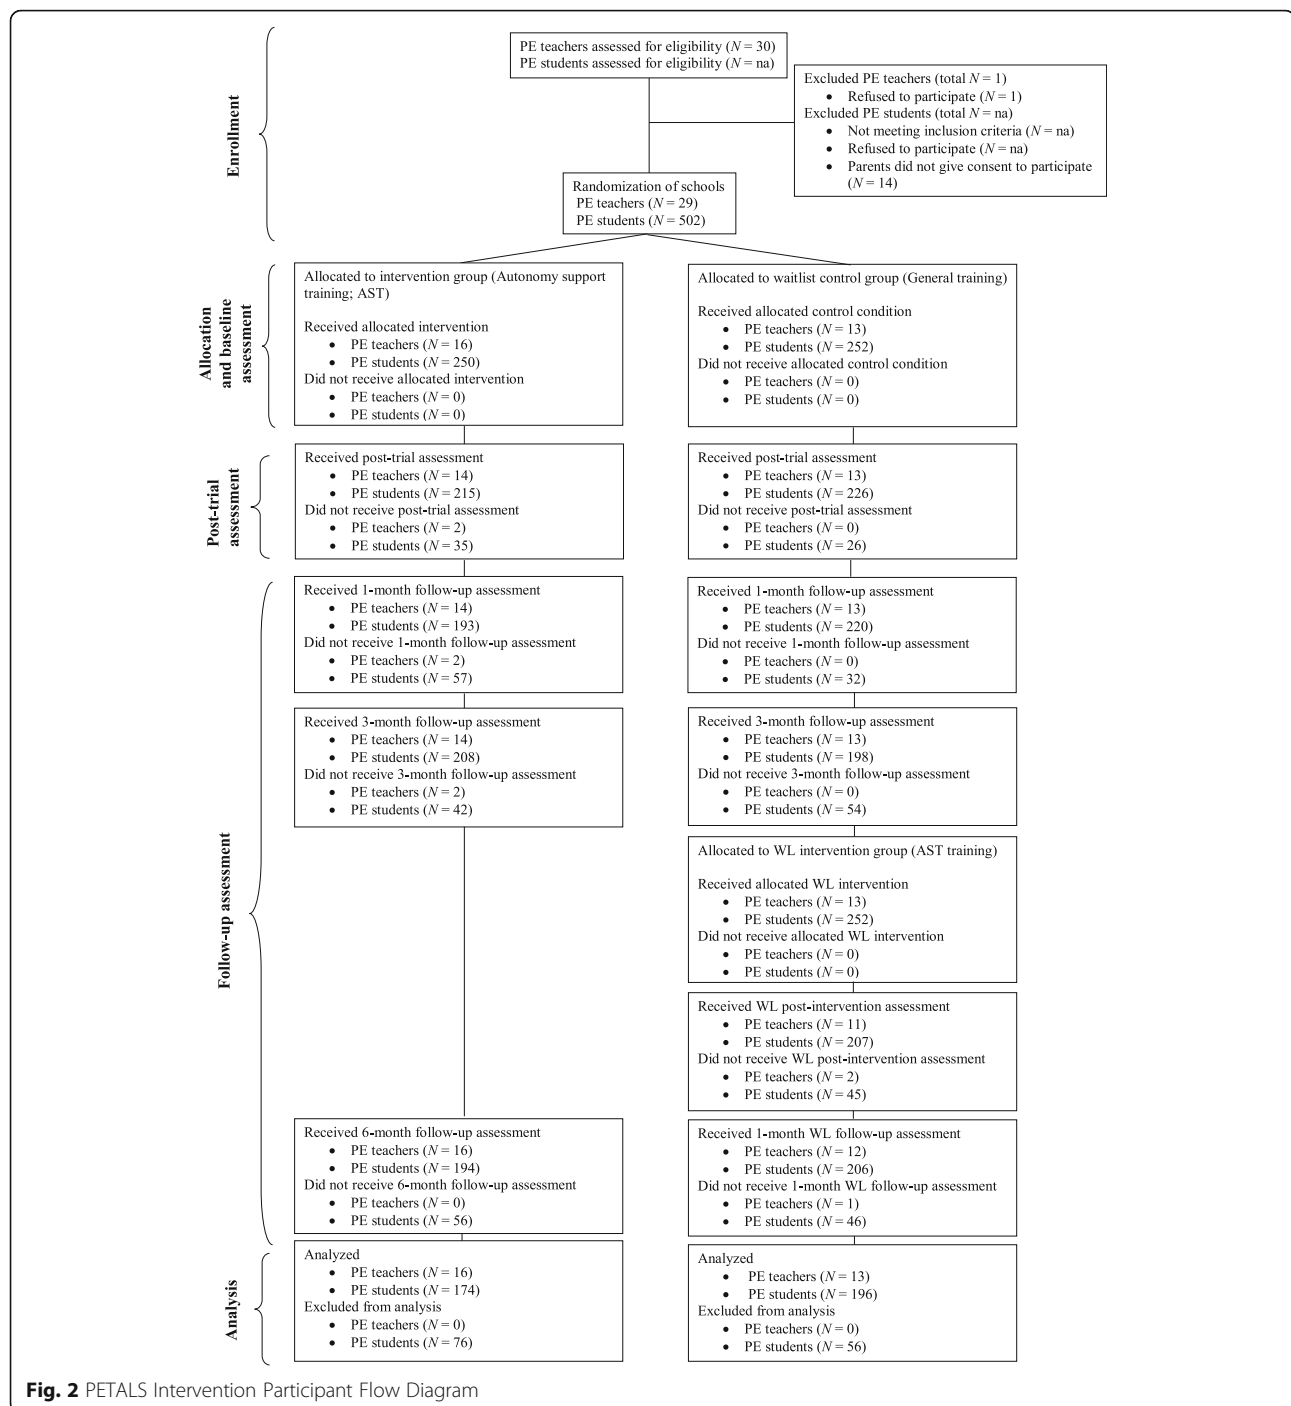 PE teachers assessed for eligibility (N = 30)
PE students assessed for eligibility (N = na)
Excluded PE teachers (total N = 1)
• Refused to participate (N = 1)
Excluded PE students (total N = na)
• Not meeting inclusion criteria (N = na)
• Refused to participate (N = na)
• Parents did not give consent to participate
(N = 14)
Enrollment
Randomization of schools
PE teachers (N = 29)
PE students (N = 502)
Allocation
and baseline
assessment
Allocated to intervention group (Autonomy support
training; AST)
Received allocated intervention
• PE teachers (N = 16)
• PE students (N = 250)
Did not receive allocated intervention
• PE teachers (N = 0)
• PE students (N = 0)
Allocated to waitlist control group (General training)
Received allocated control condition
• PE teachers (N = 13)
• PE students (N = 252)
Did not receive allocated control condition
• PE teachers (N = 0)
• PE students (N = 0)
Post-trial
assessment
Received post-trial assessment
• PE teachers (N = 14)
• PE students (N = 215)
Did not receive post-trial assessment
• PE teachers (N = 2)
• PE students (N = 35)
Received post-trial assessment
• PE teachers (N = 13)
• PE students (N = 226)
Did not receive post-trial assessment
• PE teachers (N = 0)
• PE students (N = 26)
Follow-up assessment
Received 1-month follow-up assessment
• PE teachers (N = 14)
• PE students (N = 193)
Did not receive 1-month follow-up assessment
• PE teachers (N = 2)
• PE students (N = 57)
Received 1-month follow-up assessment
• PE teachers (N = 13)
• PE students (N = 220)
Did not receive 1-month follow-up assessment
• PE teachers (N = 0)
• PE students (N = 32)
Received 3-month follow-up assessment
• PE teachers (N = 14)
• PE students (N = 208)
Did not receive 3-month follow-up assessment
• PE teachers (N = 2)
• PE students (N = 42)
Received 3-month follow-up assessment
• PE teachers (N = 13)
• PE students (N = 198)
Did not receive 3-month follow-up assessment
• PE teachers (N = 0)
• PE students (N = 54)
Allocated to WL intervention group (AST training)
Received allocated WL intervention
• PE teachers (N = 13)
• PE students (N = 252)
Did not receive allocated WL intervention
• PE teachers (N = 0)
• PE students (N = 0)
Received WL post-intervention assessment
• PE teachers (N = 11)
• PE students (N = 207)
Did not receive WL post-intervention assessment
• PE teachers (N = 2)
• PE students (N = 45)
Received 6-month follow-up assessment
• PE teachers (N = 16)
• PE students (N = 194)
Did not receive 6-month follow-up assessment
• PE teachers (N = 0)
• PE students (N = 56)
Received 1-month WL follow-up assessment
• PE teachers (N = 12)
• PE students (N = 206)
Did not receive 1-month WL follow-up assessment
• PE teachers (N = 1)
• PE students (N = 46)
Analysis
Analyzed
• PE teachers (N = 16)
• PE students (N = 174)
Excluded from analysis
• PE teachers (N = 0)
• PE students (N = 76)
Analyzed
• PE teachers (N = 13)
• PE students (N = 196)
Excluded from analysis
• PE teachers (N = 0)
• PE students (N = 56)
Fig. 2 PETALS Intervention Participant Flow Diagram